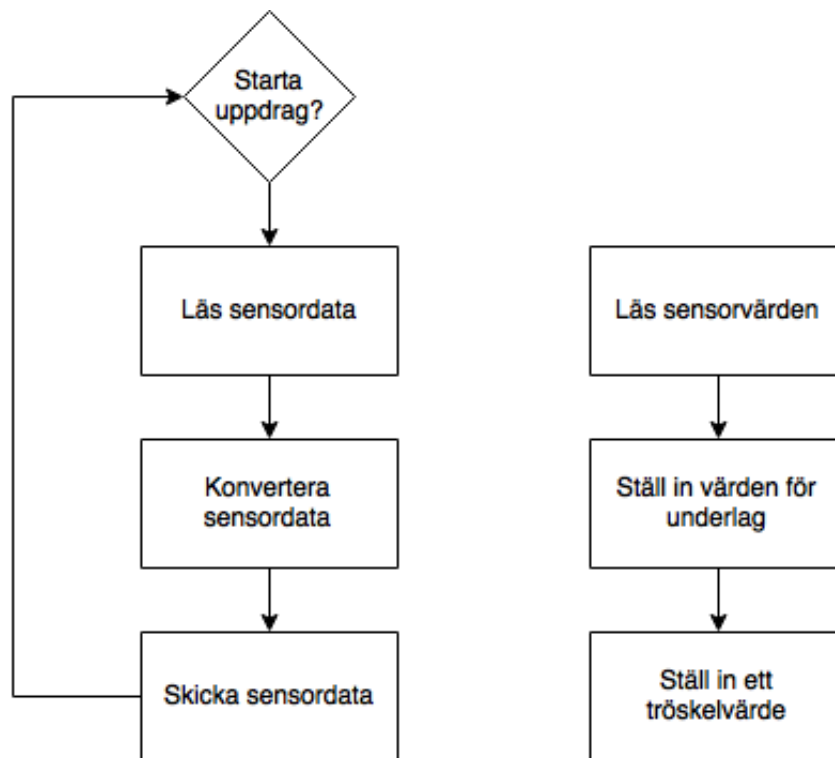 Starta
uppdrag?
Läs sensordata
Konvertera
sensordata
Skicka sensordata
Läs sensorvärden
Ställ in värden för
underlag
Ställ in ett
tröskelvärde